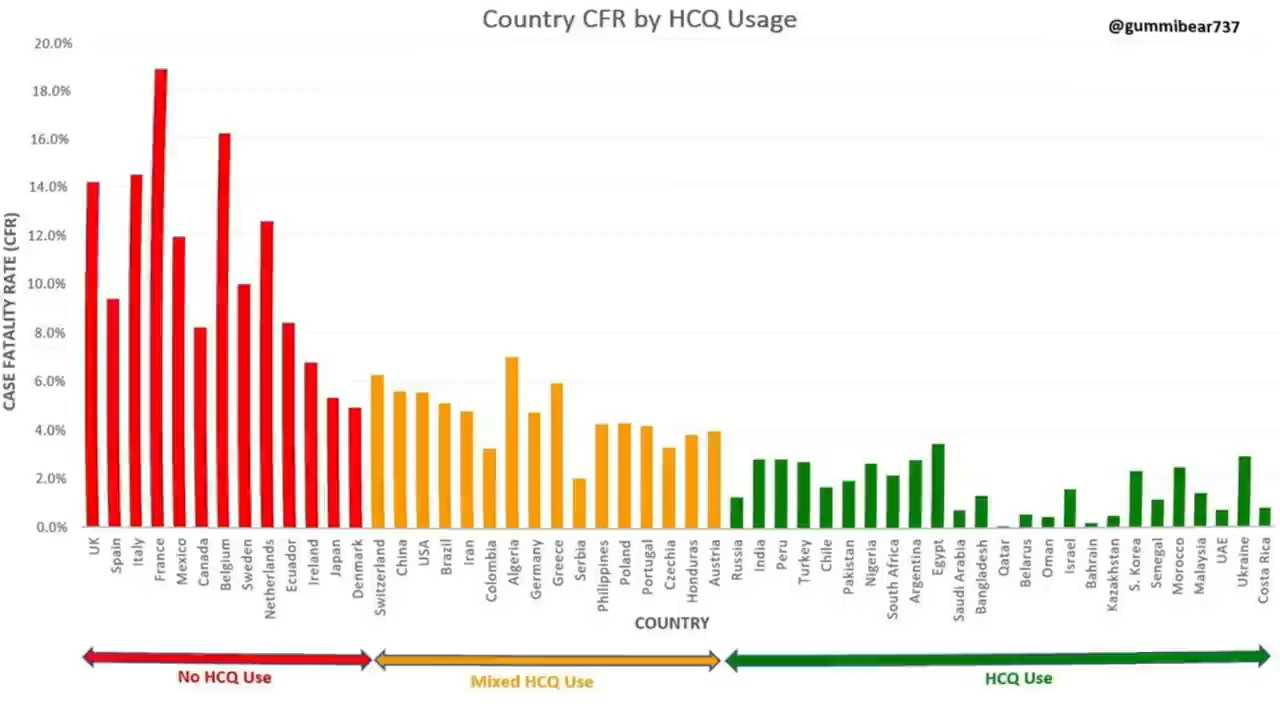 Country CFR by HCQ Usage
@gummibear737
CASE FATALITY RATE (CFR)
20.0%
18.0%
16.0%
14.0%
12.0%
10.0%
8.0%
6.0%
4.0%
2.0%
0.0%
UK
Spain
Italy
France
Mexico
Canada
Belgium
Sweden
Netherlands
Ecuador
Ireland
Japan
Denmark
Switzerland
China
USA
Brazil
Iran
Colombia
Algeria
Germany
Greece
Serbia
Philippines
Poland
Portugal
Czechia
Honduras
Austria
Russia
India
Peru
Turkey
Chile
Pakistan
Nigeria
South Africa
Argentina
Egypt
Saudi Arabia
Bangladesh
Qatar
Belarus
Oman
Israel
Bahrain
Kazakhstan
S. Korea
Senegal
Morocco
Malaysia
UAE
Ukraine
Costa Rica
COUNTRY
No HCQ Use
Mixed HCQ Use
HCQ Use